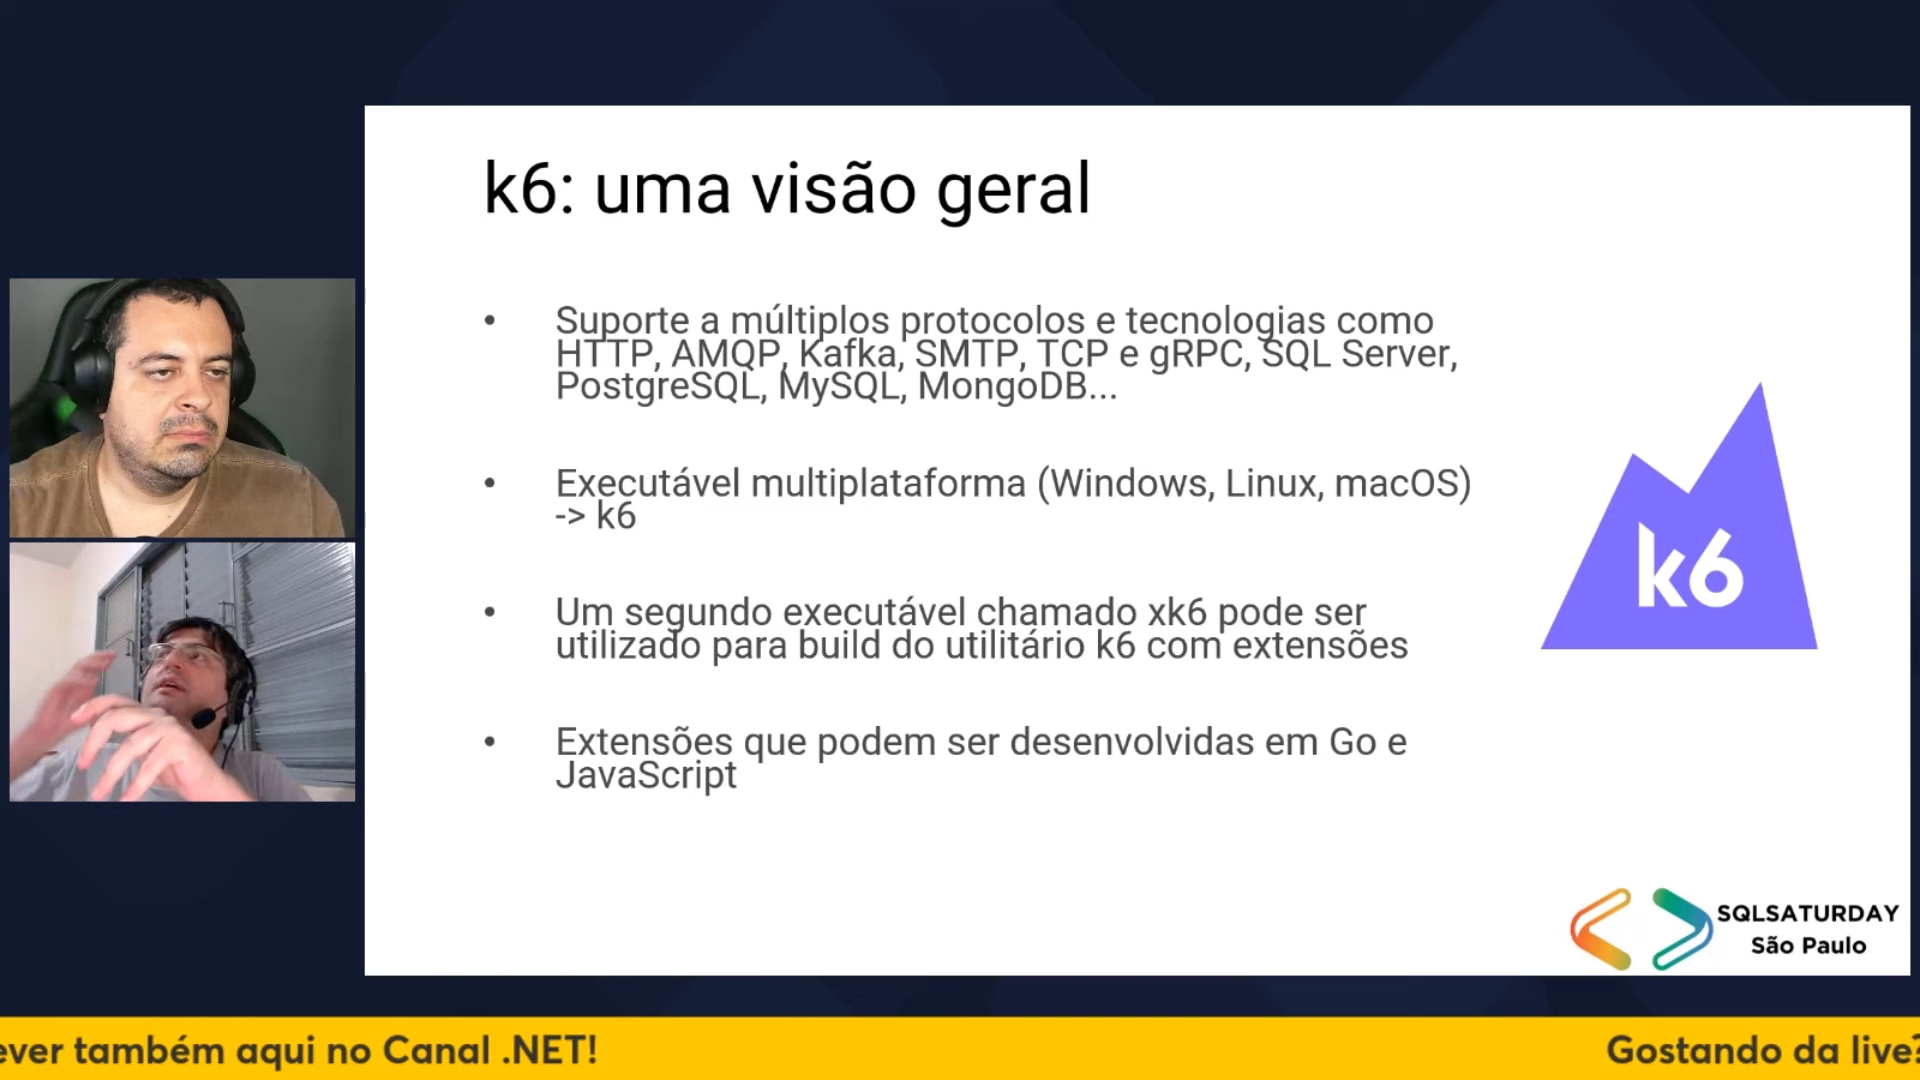 k6: uma visão geral
• Suporte a múltiplos protocolos e tecnologias como
HTTP, AMQP, Kafka, SMTP, TCP e gRPC, SQL Server,
PostgreSQL, MySQL, MongoDB...
• Executável multiplataforma (Windows, Linux, macOS)
-> k6
• Um segundo executável chamado xk6 pode ser
utilizado para build do utilitário k6 com extensões
• Extensões que podem ser desenvolvidas em Go e
JavaScript
k6
SQLSATURDAY
São Paulo
ever também aqui no Canal .NET!
Gostando da live?